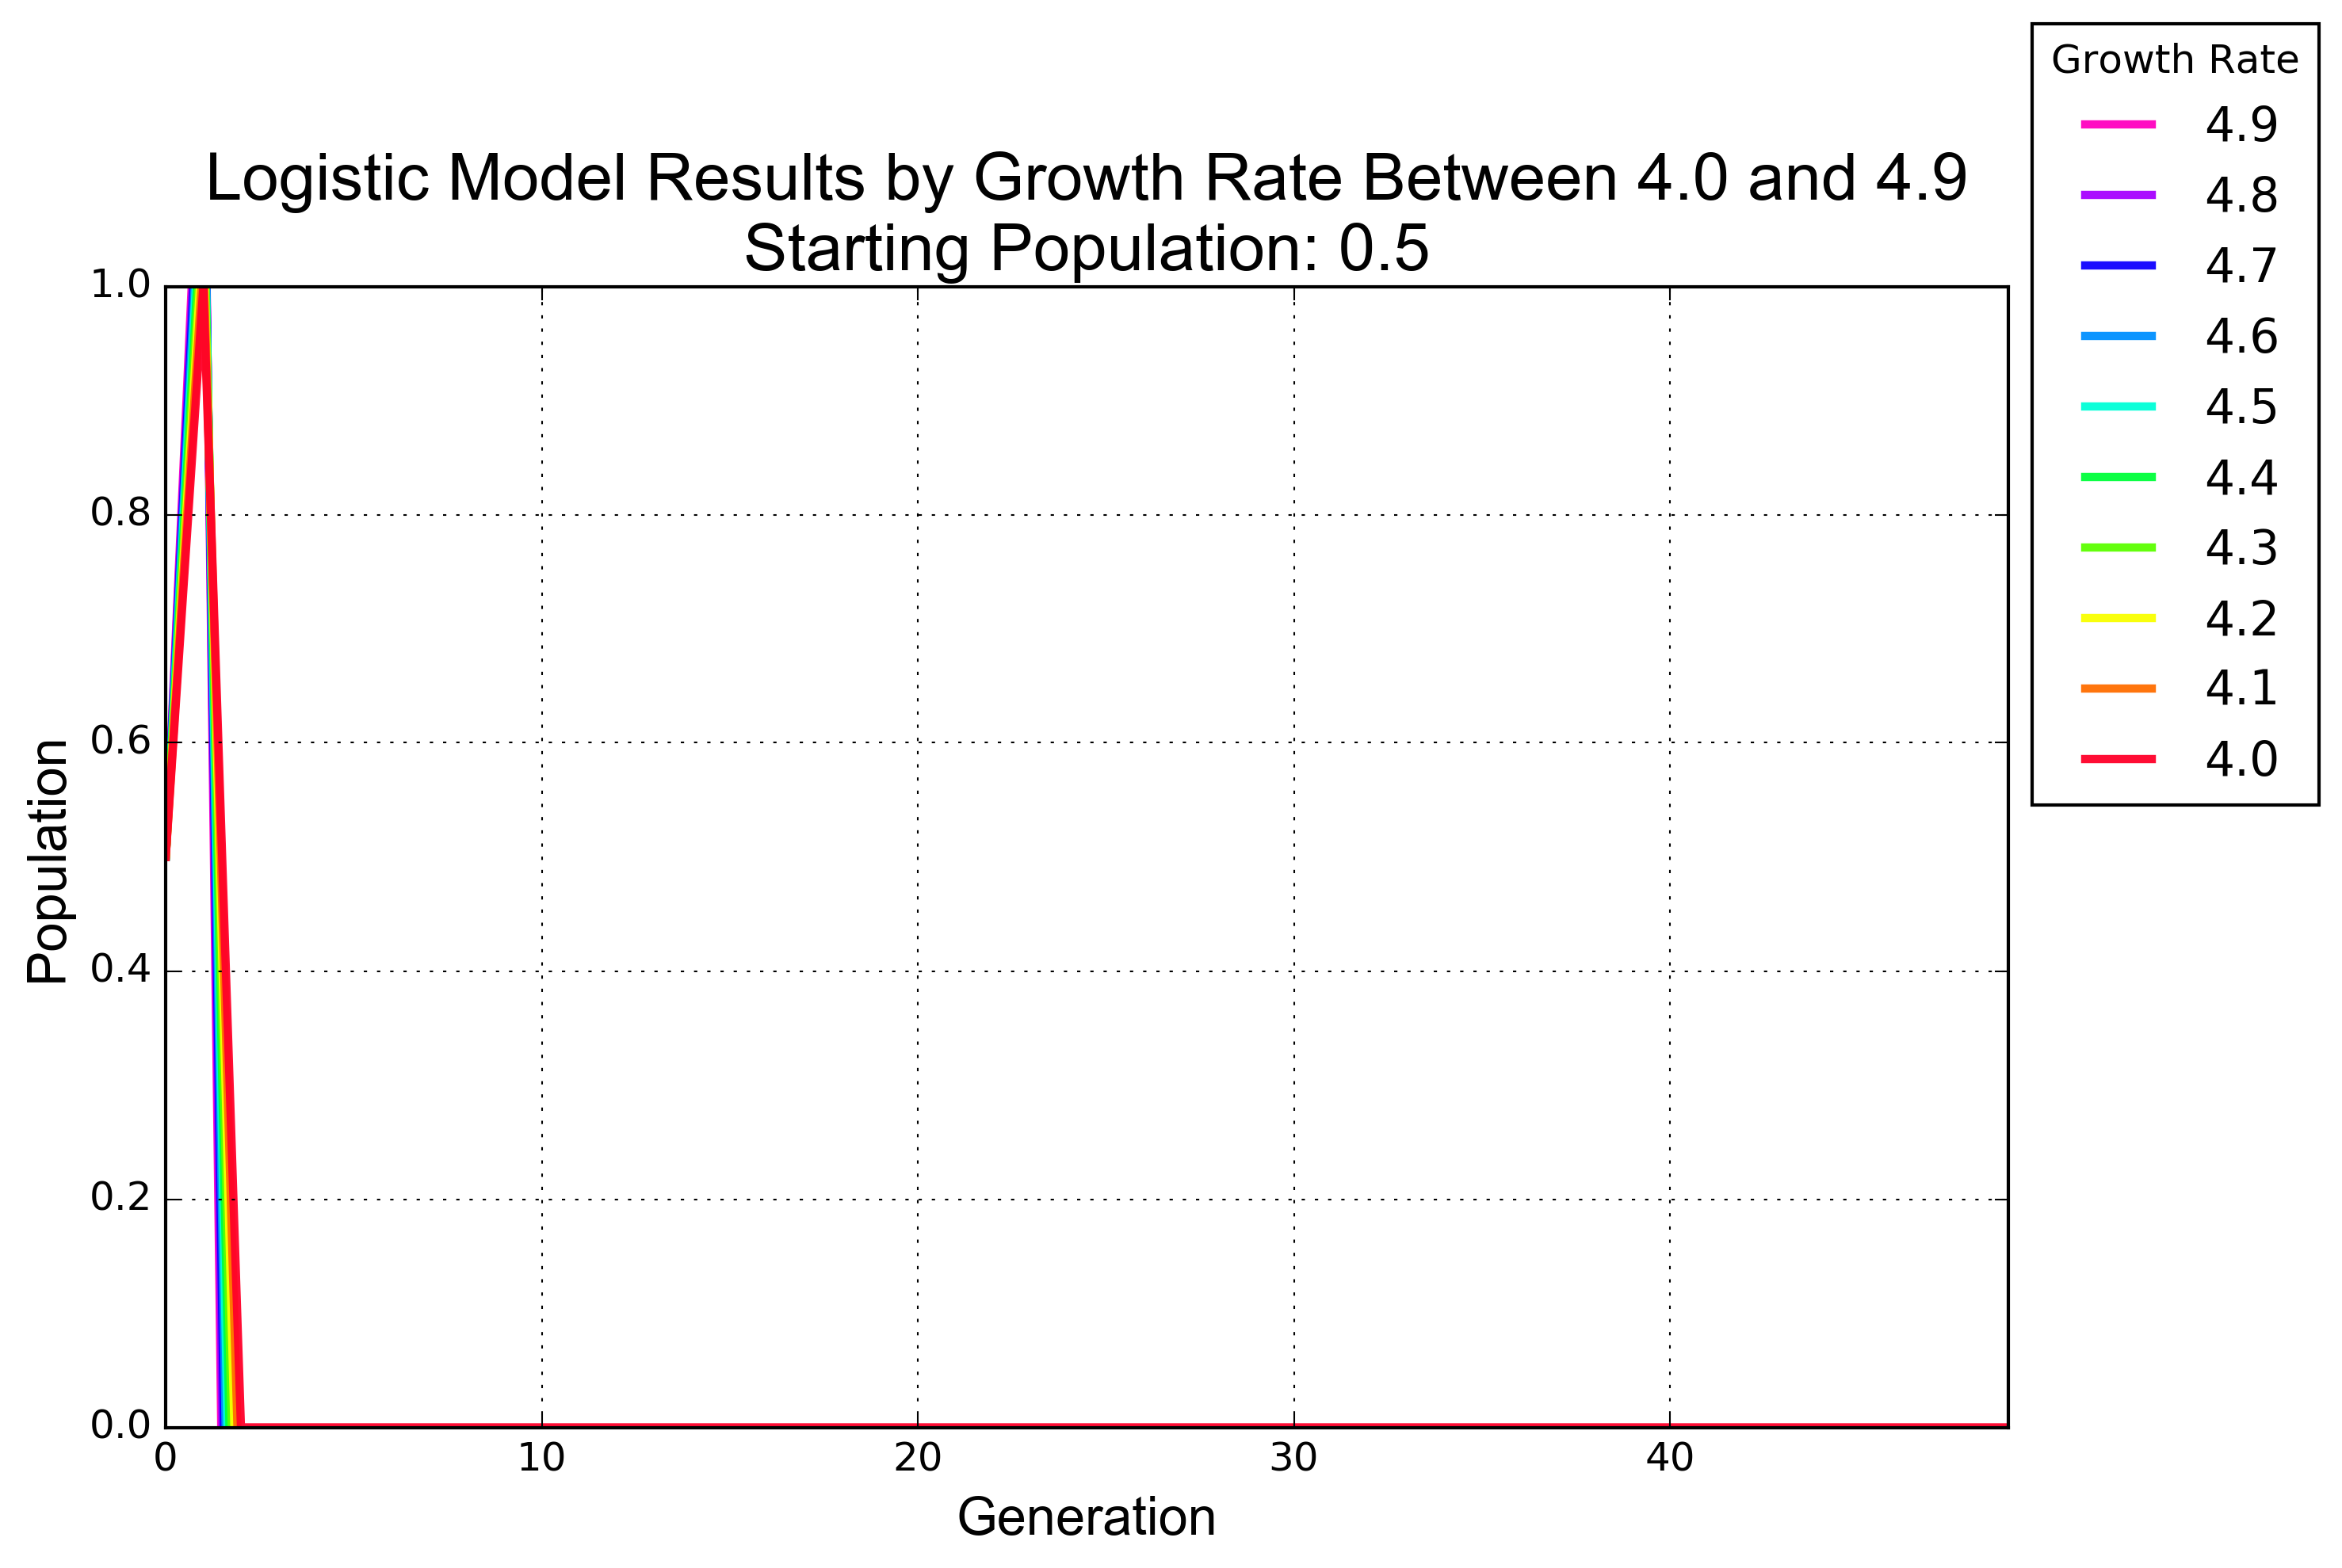 Growth Rate
4.9
4.8
4.7
4.6
4.5
4.4
4.3
4.2
4.1
4.0
Logistic Model Results by Growth Rate Between 4.0 and 4.9
Starting Population: 0.5
1.0
0.8
0.6
0.4
0.2
0.0
Population
0 10 20 30 40
Generation